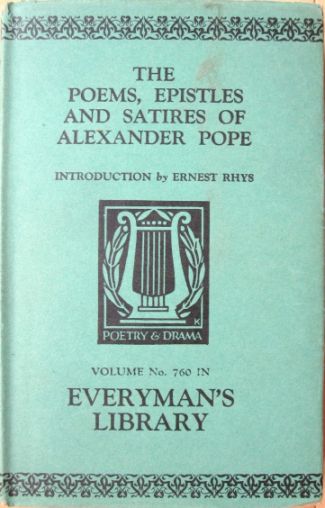 THE
POEMS, EPISTLES
AND SATIRES OF
ALEXANDER POPE
INTRODUCTION by ERNEST RHYS
K
POETRY & DRAMA
VOLUME No. 760 IN
EVERYMAN'S
LIBRARY